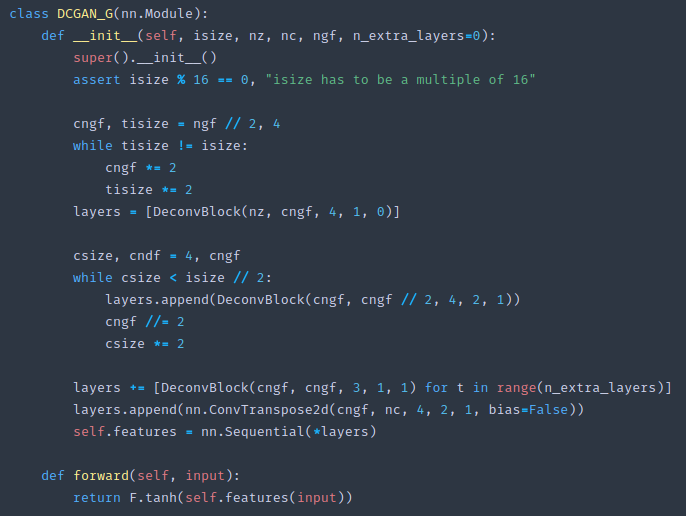 class DCGAN_G(nn.Module):
    def __init__(self, isize, nz, nc, ngf, n_extra_layers=0):
        super().__init__()
        assert isize % 16 == 0, "isize has to be a multiple of 16"

        cngf, tisize = ngf // 2, 4
        while tisize != isize:
            cngf *= 2
            tisize *= 2
        layers = [DeconvBlock(nz, cngf, 4, 1, 0)]

        csize, cndf = 4, cngf
        while csize < isize // 2:
            layers.append(DeconvBlock(cngf, cngf // 2, 4, 2, 1))
            cngf //= 2
            csize *= 2

        layers += [DeconvBlock(cngf, cngf, 3, 1, 1) for t in range(n_extra_layers)]
        layers.append(nn.ConvTranspose2d(cngf, nc, 4, 2, 1, bias=False))
        self.features = nn.Sequential(*layers)

    def forward(self, input):
        return F.tanh(self.features(input))